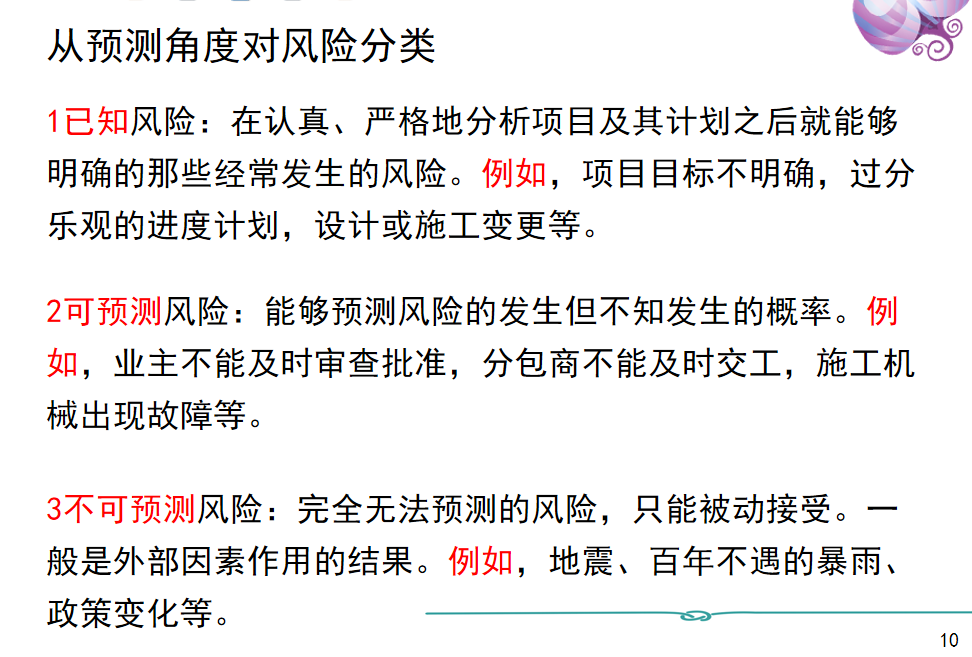 从预测角度对风险分类
1已知风险：在认真、严格地分析项目及其计划之后就能够
明确的那些经常发生的风险。例如，项目目标不明确，过分
乐观的进度计划，设计或施工变更等。
2可预测风险：能够预测风险的发生但不知发生的概率。例
如，业主不能及时审查批准，分包商不能及时交工，施工机
械出现故障等。
3不可预测风险：完全无法预测的风险，只能被动接受。一
般是外部因素作用的结果。例如，地震、百年不遇的暴雨、
政策变化等。
10